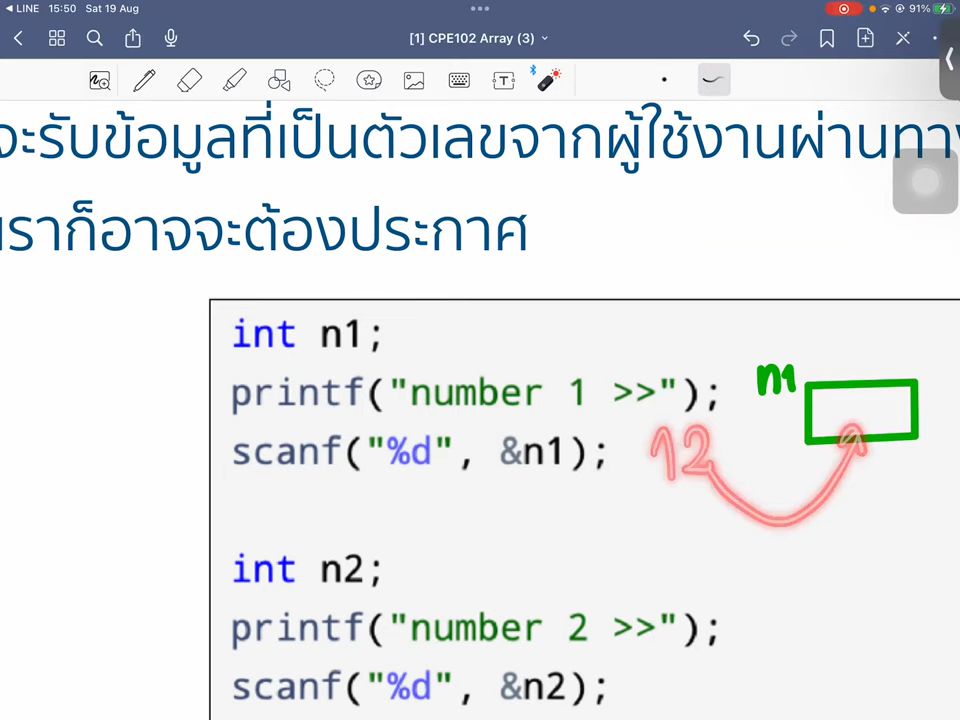 LINE 15:50 Sat 19 Aug 91%
[1] CPE102 Array (3)
จะรับข้อมูลที่เป็นตัวเลขจากผู้ใช้งานผ่านทาง
เราก็อาจจะต้องประกาศ
int n1;
printf("number 1 >>"); n1
scanf("%d", &n1); 12
int n2;
printf("number 2 >>");
scanf("%d", &n2);